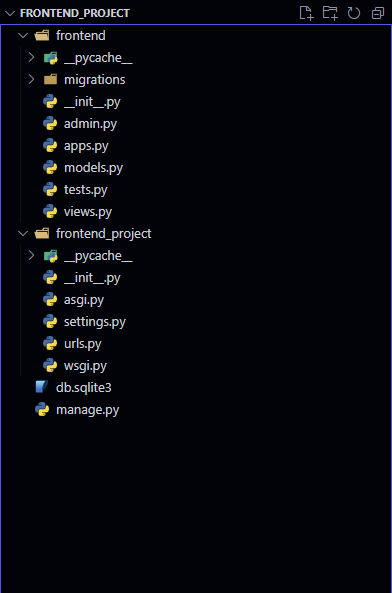 FRONTEND_PROJECT
frontend
__pycache__
migrations
__init__.py
admin.py
apps.py
models.py
tests.py
views.py
frontend_project
__pycache__
__init__.py
asgi.py
settings.py
urls.py
wsgi.py
db.sqlite3
manage.py